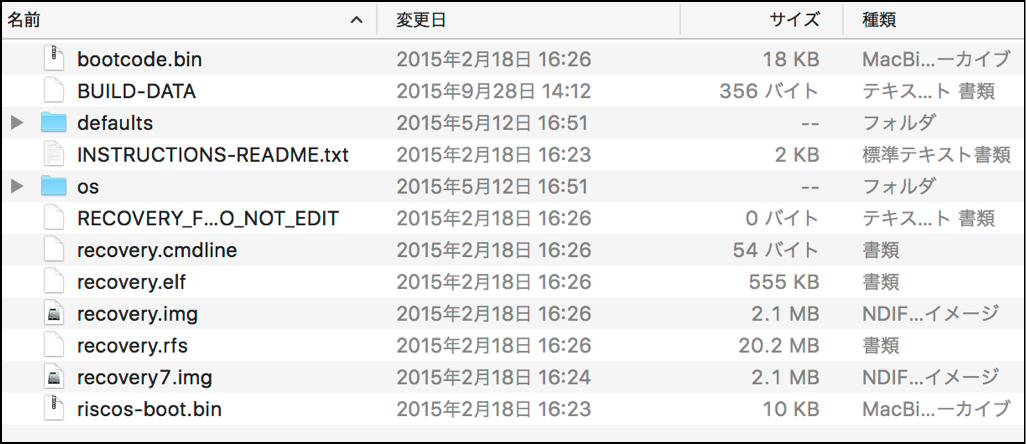 名前 変更日 サイズ 種類
bootcode.bin 2015年2月18日 16:26 18 KB MacBi...ーカイブ
BUILD-DATA 2015年9月28日 14:12 356 バイト テキス...ト 書類
defaults 2015年5月12日 16:51 -- フォルダ
INSTRUCTIONS-README.txt 2015年2月18日 16:23 2 KB 標準テキスト書類
os 2015年5月12日 16:51 -- フォルダ
RECOVERY_F...O_NOT_EDIT 2015年2月18日 16:26 0 バイト テキス...ト 書類
recovery.cmdline 2015年2月18日 16:26 54 バイト 書類
recovery.elf 2015年2月18日 16:26 555 KB 書類
recovery.img 2015年2月18日 16:26 2.1 MB NDIF...イメージ
recovery.rfs 2015年2月18日 16:26 20.2 MB 書類
recovery7.img 2015年2月18日 16:24 2.1 MB NDIF...イメージ
riscos-boot.bin 2015年2月18日 16:23 10 KB MacBi...ーカイブ